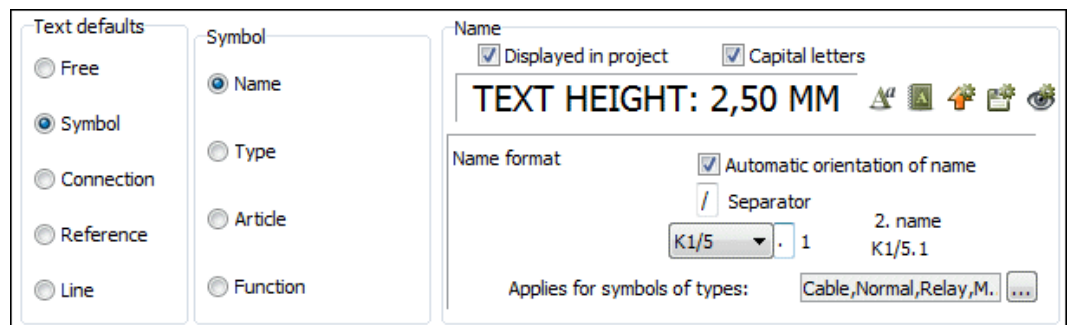 Text defaults
Free
Symbol
Connection
Reference
Line
Symbol
Name
Type
Article
Function
Name
Displayed in project Capital letters
TEXT HEIGHT: 2,50 MM
Name format
Automatic orientation of name
/ Separator
K1/5 . 1
2. name
K1/5.1
Applies for symbols of types: Cable,Normal,Relay,M. ...